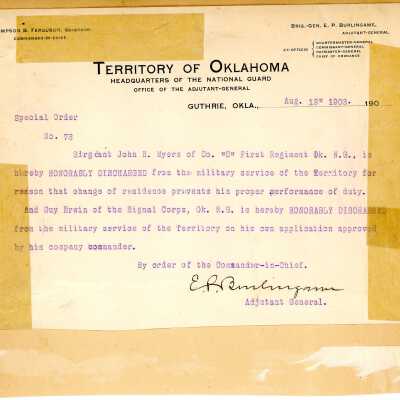 MPSON B. FERGUSON, GOVERNOR
COMMANDER-IN-CHIEF
BRIG.-GEN. E. P. BURLINGAME,
ADJUTANT-GENERAL
EX-OFFICIO
QUARTERMASTER-GENERAL
COMMISSARY-GENERAL
PAYMASTER-GENERAL
CHIEF OF ORDNANCE
TERRITORY OF OKLAHOMA
HEADQUARTERS OF THE NATIONAL GUARD
OFFICE OF THE ADJUTANT-GENERAL
GUTHRIE, OKLA., Aug. 1903. 190
Special Order
No. 73
Sirgeant John H. Myers of Co. "C" First Regiment Ok. N.G., is
hereby HONORABLY DISCHARGED from the military service of the Territory for
reason that change of residence prevents his proper performance of duty.
And Guy Erwin of the Signal Corps, Ok. N.G. is hereby HONORABLY DISCHARGED
from the military service of the Territory on his own application approved
by his company commander.
By order of the Commander-in-Chief.
E.P. Burlingame
Adjutant General.